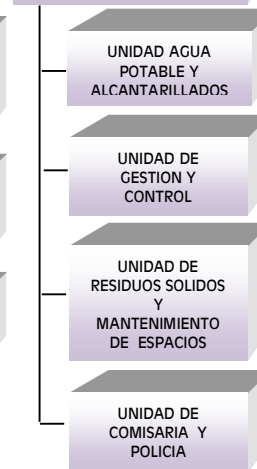 UNIDAD AGUA
POTABLE Y
ALCANTARILLADOS
UNIDAD DE
GESTION Y
CONTROL
UNIDAD DE
RESIDUOS SOLIDOS
Y
MANTENIMIENTO
DE ESPACIOS
UNIDAD DE
COMISARIA Y
POLICIA